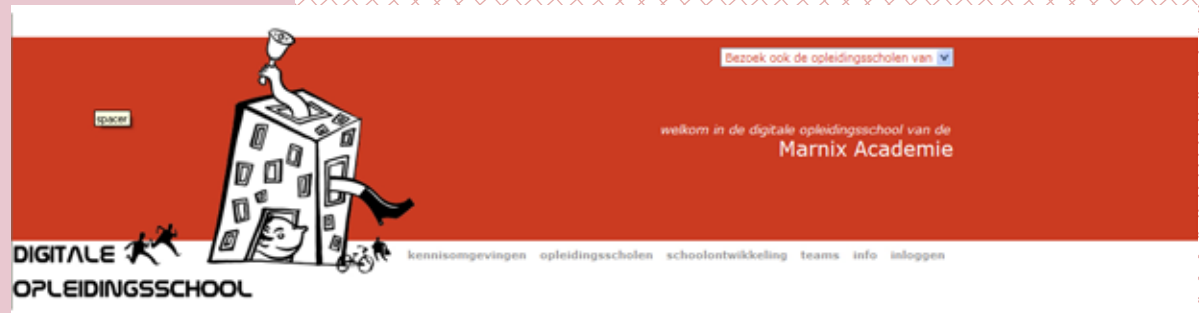 Bezoek ook de opleidingsscholen van
spacer
welkom in de digitale opleidingsschool van de
Marnix Academie
DIGITALE
kennisomgevingen opleidingsscholen schoolontwikkeling teams info inloggen
OPLEIDINGSSCHOOL